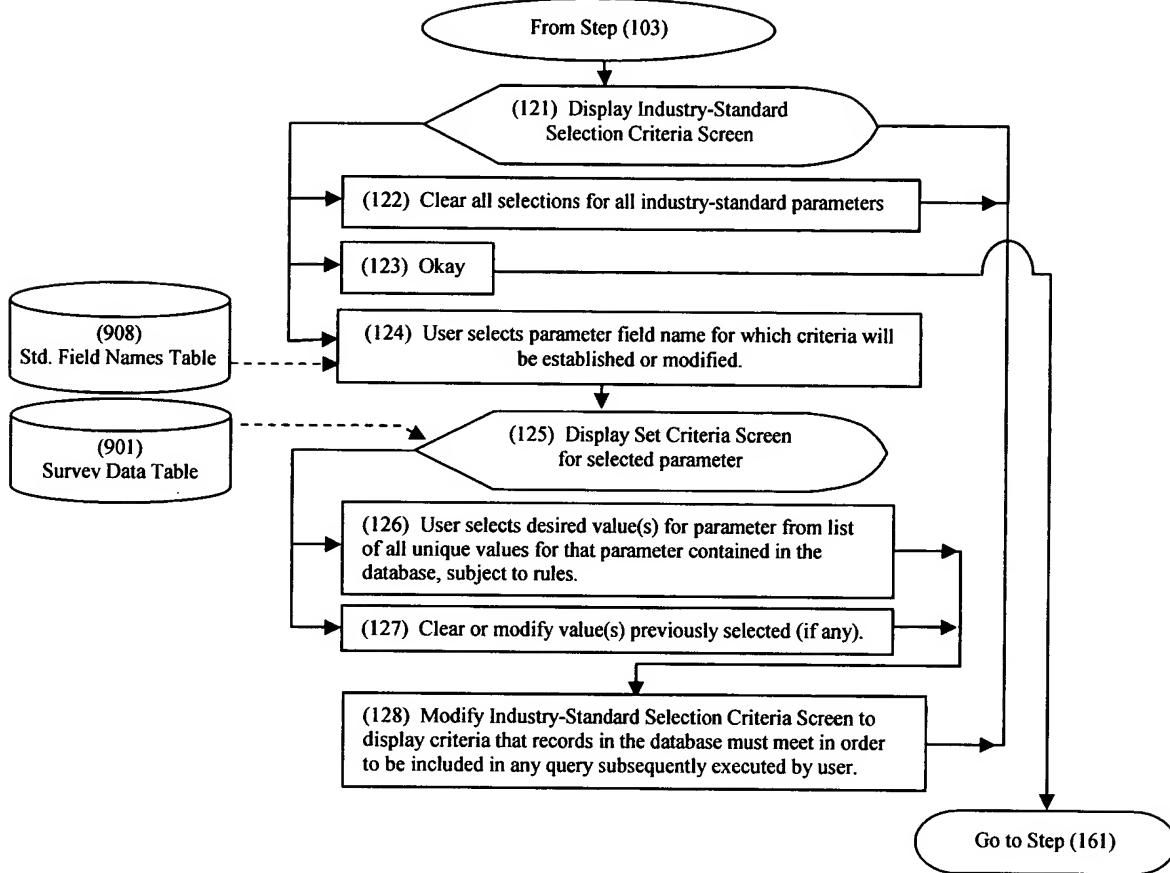 From Step (103)
(121) Display Industry-Standard
Selection Criteria Screen
(122) Clear all selections for all industry-standard parameters
(123) Okay
(908)
Std. Field Names Table
(124) User selects parameter field name for which criteria will
be established or modified.
(901)
Survev Data Table
(125) Display Set Criteria Screen
for selected parameter
(126) User selects desired value(s) for parameter from list
of all unique values for that parameter contained in the
database, subject to rules.
(127) Clear or modify value(s) previously selected (if any).
(128) Modify Industry-Standard Selection Criteria Screen to
display criteria that records in the database must meet in order
to be included in any query subsequently executed by user.
Go to Step (161)